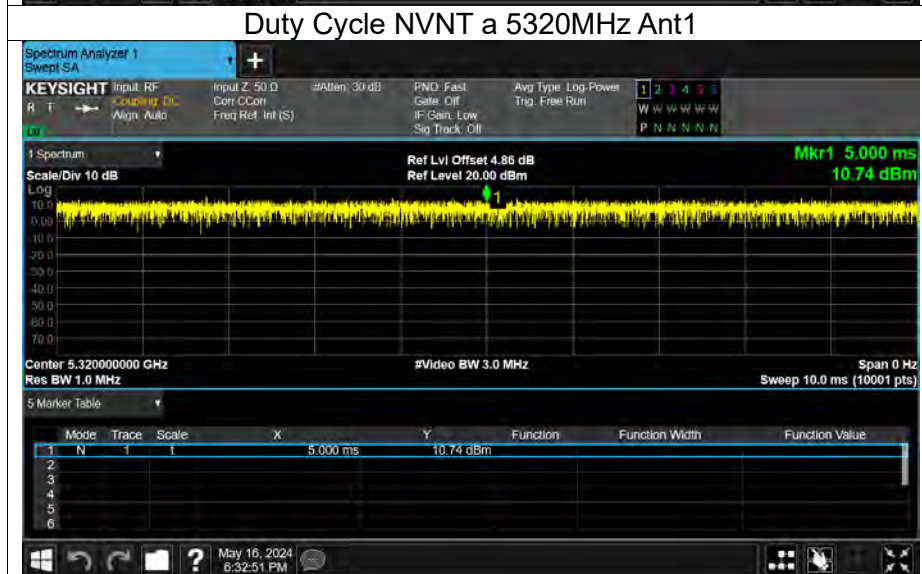 Duty Cycle NVNT a 5320MHz Ant1
Spectrum Analyzer 1
Swept SA
+
KEYSIGHT Input: RF Input Z: 50 Ω #Atten: 30 dB PNO: Fast Avg Type: Log-Power 1 2 3 4 5 6
R T Coupling: DC Corr CCorr Gate: Off Trig: Free Run W W W W W W
Align: Auto Freq Ref: Int (S) IF Gain: Low
Sig Track: Off P N N N N N
LXI
1 Spectrum Ref Lvl Offset 4.86 dB Mkr1 5.000 ms
Scale/Div 10 dB Ref Level 20.00 dBm 10.74 dBm
Log
10.0 1
0.00
-10.0
-20.0
-30.0
-40.0
-50.0
-60.0
-70.0
Center 5.320000000 GHz #Video BW 3.0 MHz Span 0 Hz
Res BW 1.0 MHz Sweep 10.0 ms (10001 pts)
5 Marker Table
Mode Trace Scale X Y Function Function Width Function Value
1 N 1 t 5.000 ms 10.74 dBm
2
3
4
5
6
? May 16, 2024
6:32:51 PM